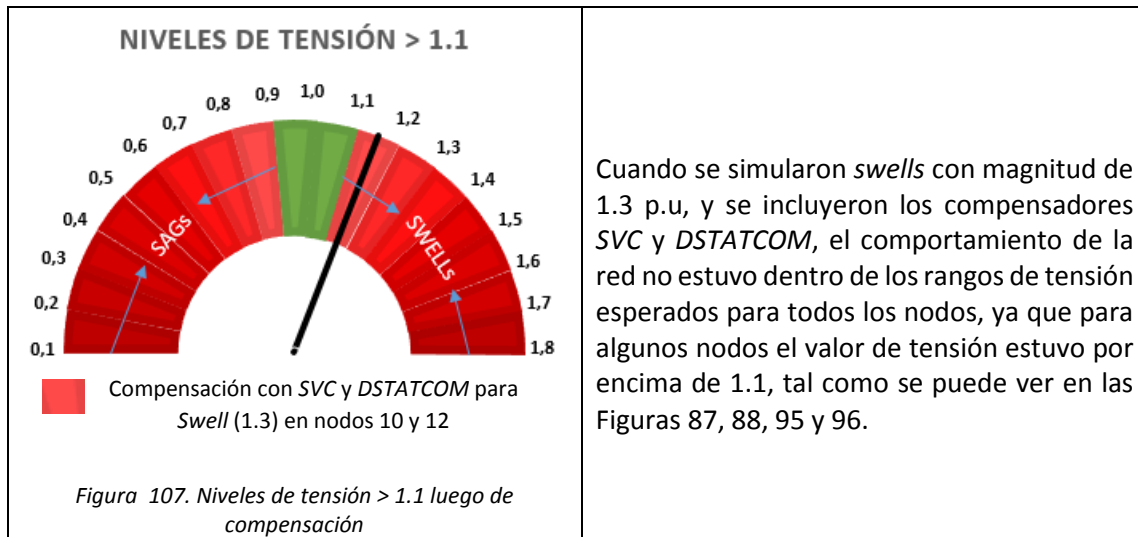 NIVELES DE TENSIÓN > 1.1
0,1
0,2
0,3
0,4
0,5
0,6
0,7
0,8
0,9
1,0
1,1
1,2
1,3
1,4
1,5
1,6
1,7
1,8
SAGs
SWELLs
Compensación con SVC y DSTATCOM para
Swell (1.3) en nodos 10 y 12
Figura 107. Niveles de tensión > 1.1 luego de
compensación
Cuando se simularon swells con magnitud de
1.3 p.u, y se incluyeron los compensadores
SVC y DSTATCOM, el comportamiento de la
red no estuvo dentro de los rangos de tensión
esperados para todos los nodos, ya que para
algunos nodos el valor de tensión estuvo por
encima de 1.1, tal como se puede ver en las
Figuras 87, 88, 95 y 96.